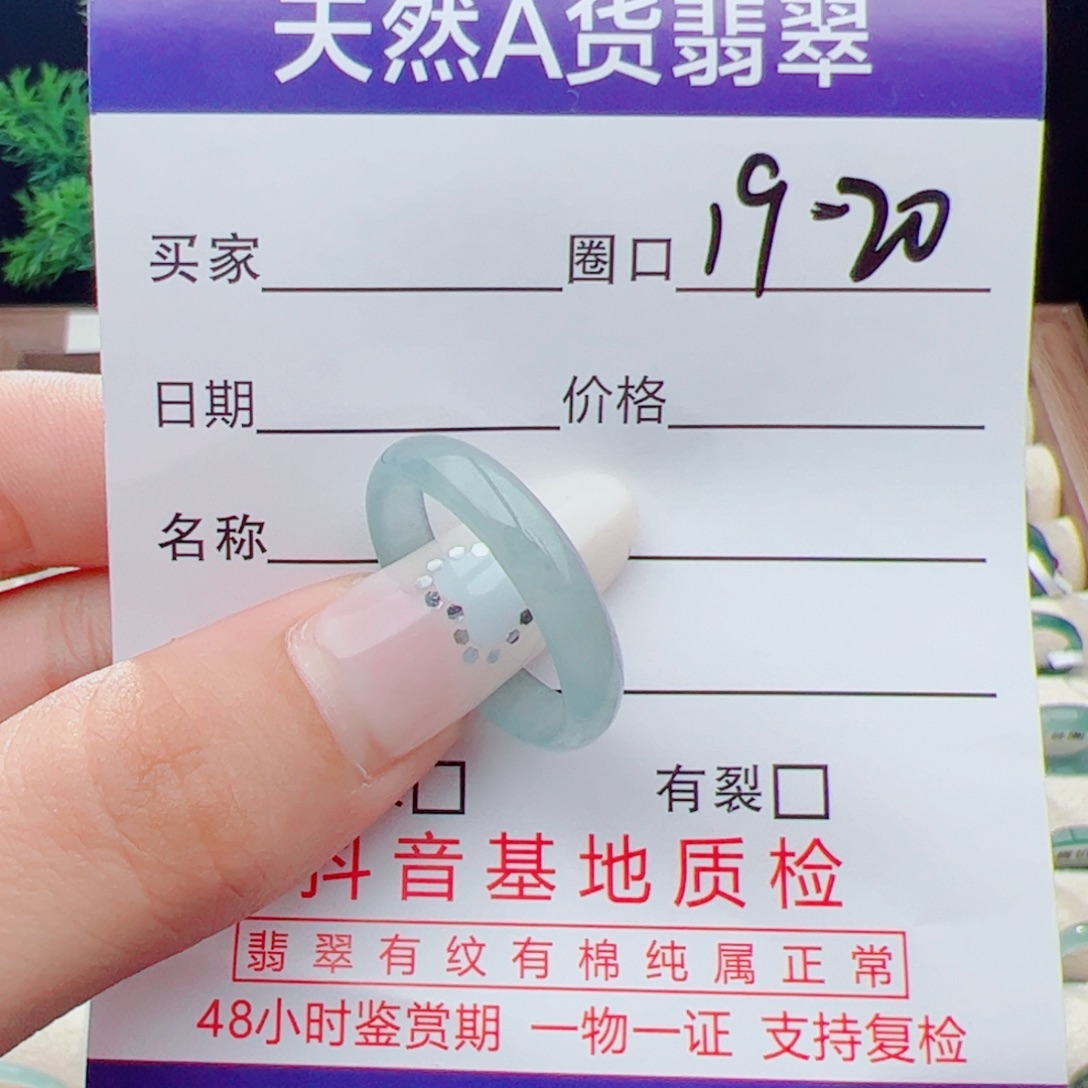 天然A货翡翠
买家 圈口 19-20
日期 价格
名称
有裂
抖音基地质检
翡翠有纹有棉纯属正常
48小时鉴赏期 一物一证 支持复检